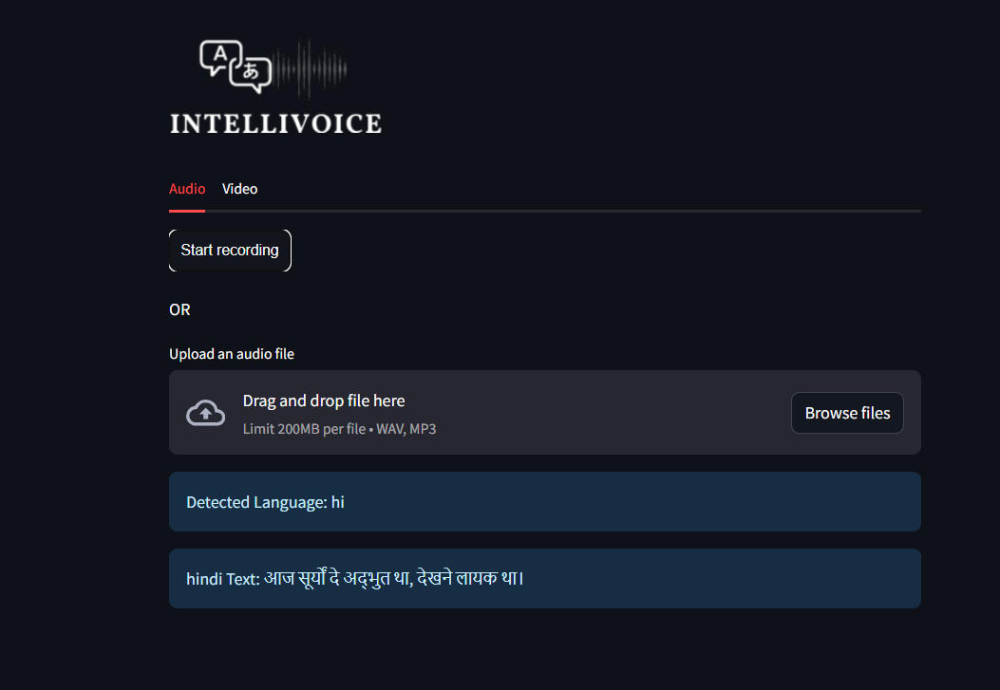 A あ
INTELLIVOICE
Audio Video
Start recording
OR
Upload an audio file
Drag and drop file here
Limit 200MB per file • WAV, MP3
Browse files
Detected Language: hi
hindi Text: आज सूर्यों दे अद्भुत था, देखने लायक था।